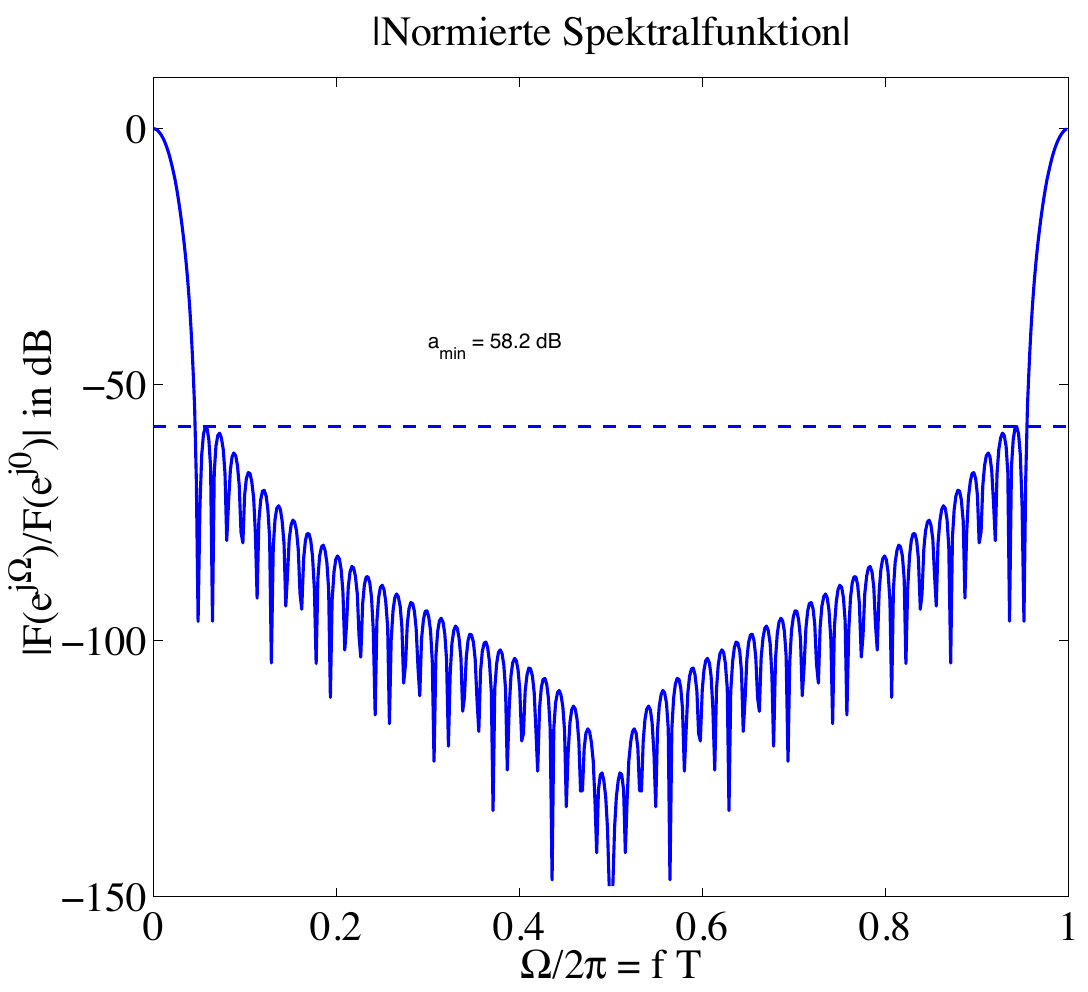 |Normierte Spektralfunktion|
|F(e^jΩ)/F(e^j0)| in dB
0
−50
−100
−150
a_min = 58.2 dB
0 0.2 0.4 0.6 0.8 1
Ω/2π = f T